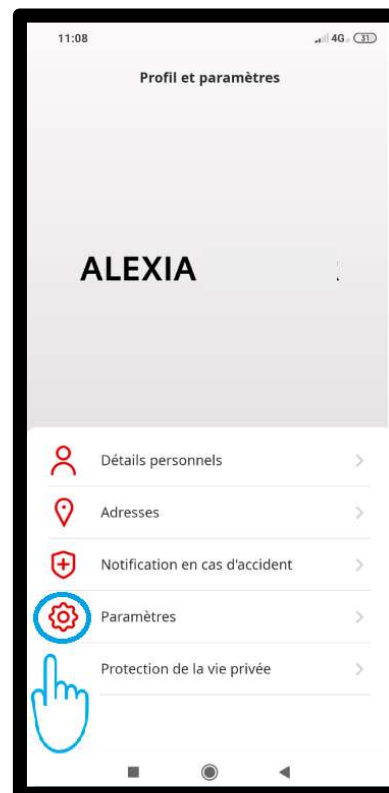 11:08 4G 31
Profil et paramètres
ALEXIA
Détails personnels
Adresses
Notification en cas d'accident
Paramètres
Protection de la vie privée